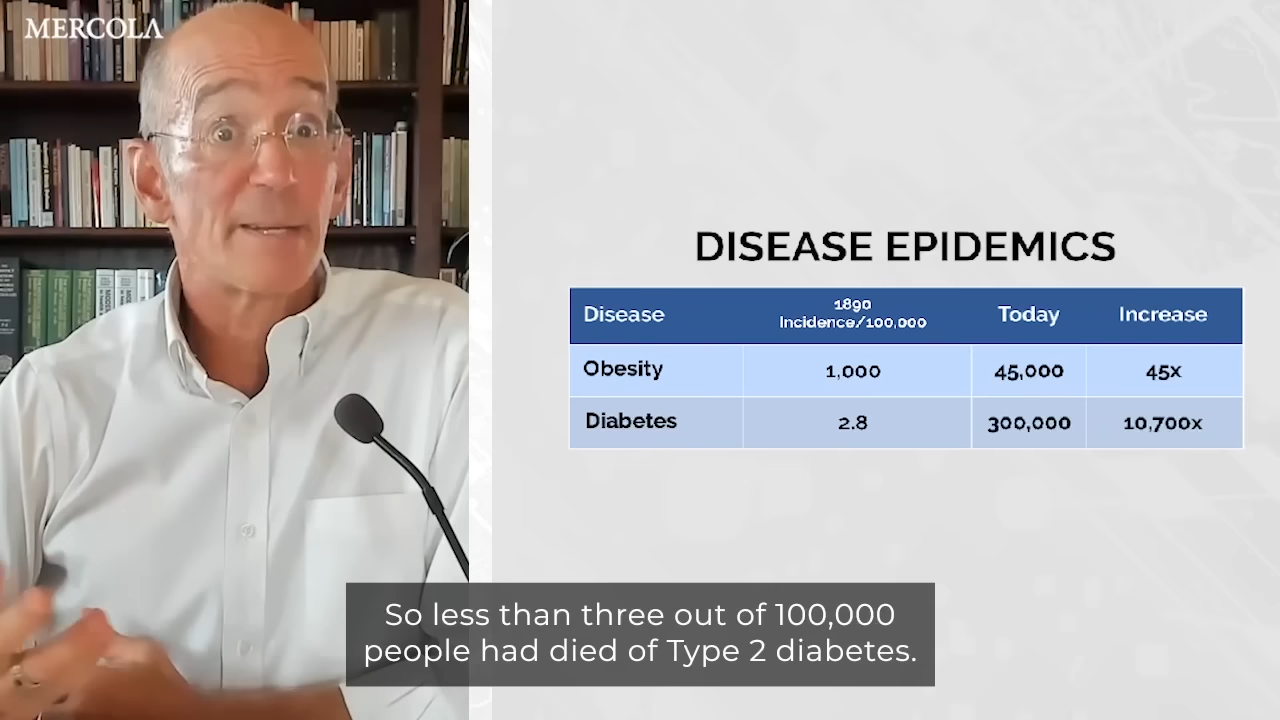 MERCOLA
DISEASE EPIDEMICS
Disease 1890 Incidence/100,000 Today Increase
Obesity 1,000 45,000 45x
Diabetes 2.8 300,000 10,700x
So less than three out of 100,000
people had died of Type 2 diabetes.